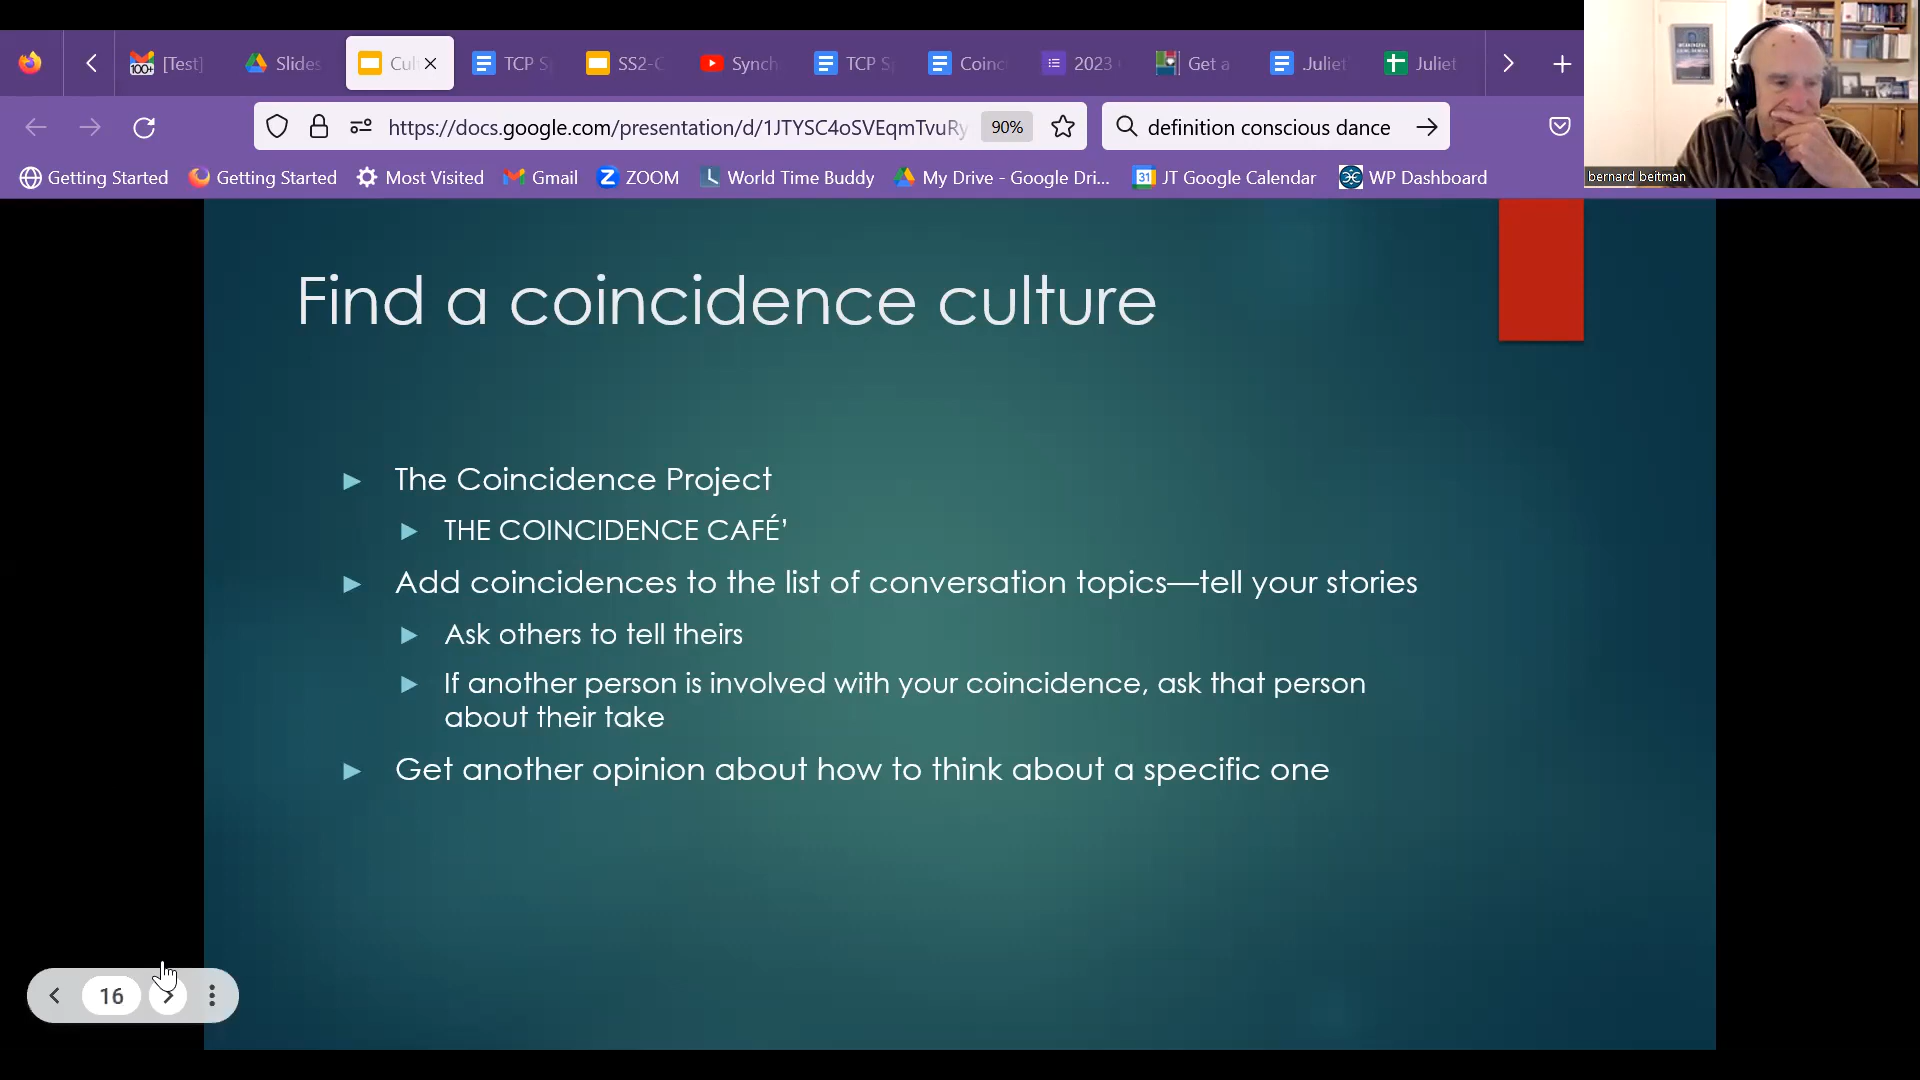 100+
[Test]
Slides
Cul
TCP S
SS2-C
Synch
TCP S
Coinc
2023
Get a
.Juliet
Juliet
https://docs.google.com/presentation/d/1JTYSC4oSVEqmTvuRy
90%
definition conscious dance
Getting Started
Getting Started
Most Visited
Gmail
ZOOM
World Time Buddy
My Drive - Google Dri...
31
JT Google Calendar
WP Dashboard
bernard beitman
Find a coincidence culture
The Coincidence Project
THE COINCIDENCE CAFÉ’
Add coincidences to the list of conversation topics—tell your stories
Ask others to tell theirs
If another person is involved with your coincidence, ask that person
about their take
Get another opinion about how to think about a specific one
16